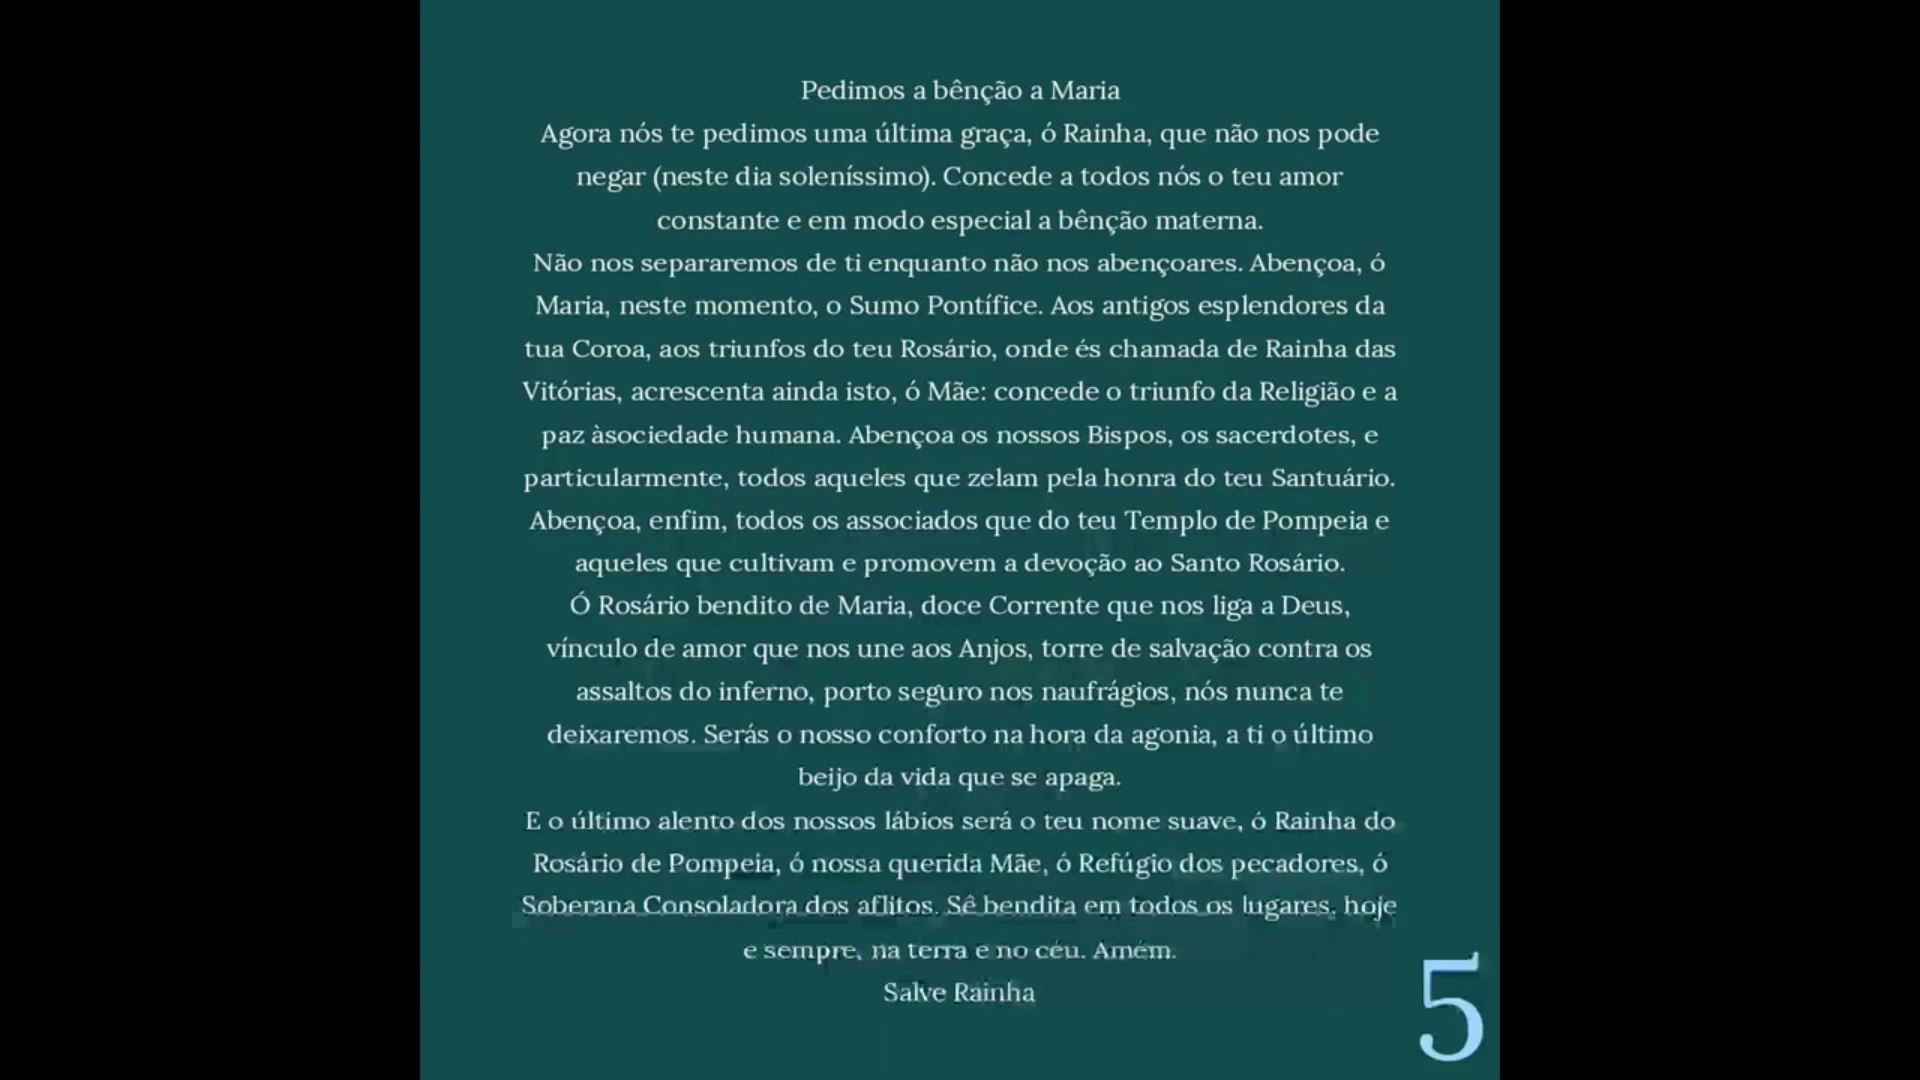 Pedimos a bênção a Maria
Agora nós te pedimos uma última graça, ó Rainha, que não nos pode
negar (neste dia soleníssimo). Concede a todos nós o teu amor
constante e em modo especial a bênção materna.
Não nos separaremos de ti enquanto não nos abençoares. Abençoa, ó
Maria, neste momento, o Sumo Pontífice. Aos antigos esplendores da
tua Coroa, aos triunfos do teu Rosário, onde és chamada de Rainha das
Vitórias, acrescenta ainda isto, ó Mãe: concede o triunfo da Religião e a
paz àsociedade humana. Abençoa os nossos Bispos, os sacerdotes, e
particularmente, todos aqueles que zelam pela honra do teu Santuário.
Abençoa, enfim, todos os associados que do teu Templo de Pompeia e
aqueles que cultivam e promovem a devoção ao Santo Rosário.
Ó Rosário bendito de Maria, doce Corrente que nos liga a Deus,
vínculo de amor que nos une aos Anjos, torre de salvação contra os
assaltos do inferno, porto seguro nos naufrágios, nós nunca te
deixaremos. Serás o nosso conforto na hora da agonia, a ti o último
beijo da vida que se apaga.
E o último alento dos nossos lábios será o teu nome suave, ó Rainha do
Rosário de Pompeia, ó nossa querida Mãe, ó Refúgio dos pecadores, ó
Soberana Consoladora dos aflitos. Sê bendita em todos os lugares, hoje
e sempre, na terra e no céu. Amém.
Salve Rainha
5